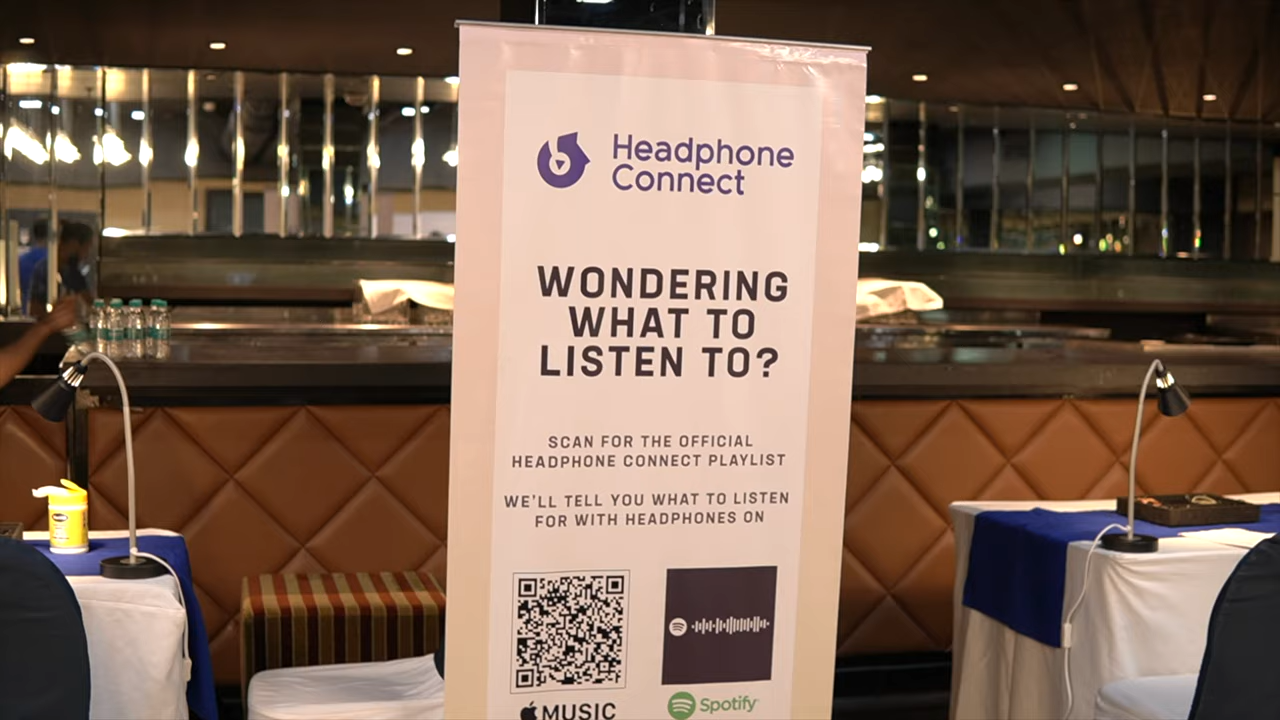 Headphone
Connect
WONDERING
WHAT TO
LISTEN TO?
SCAN FOR THE OFFICIAL
HEADPHONE CONNECT PLAYLIST
WE'LL TELL YOU WHAT TO LISTEN
FOR WITH HEADPHONES ON
MUSIC
Spotify